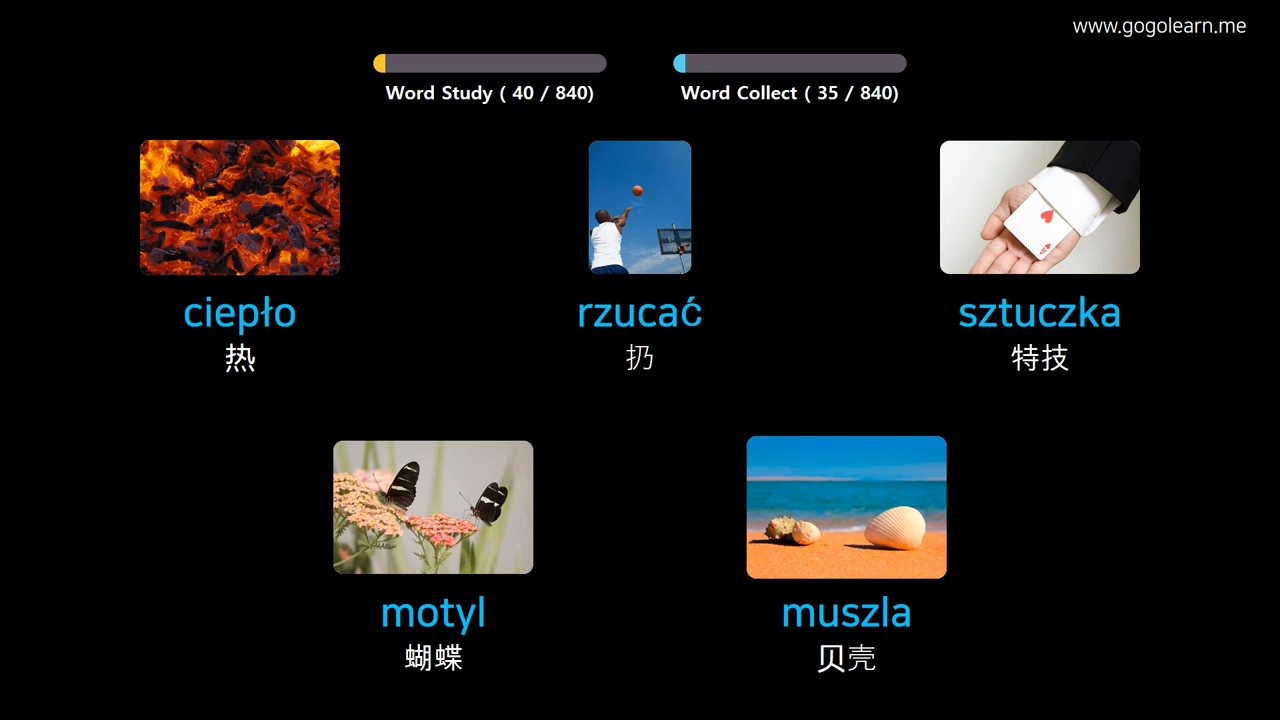 www.gogolearn.me
Word Study ( 40 / 840)
Word Collect ( 35 / 840)
ciepło
热
rzucać
扔
sztuczka
特技
motyl
蝴蝶
muszla
贝壳